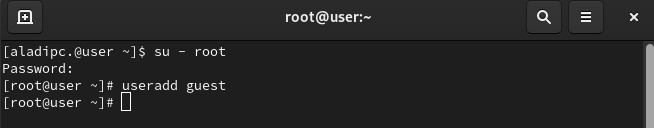 root@user:~
[aladipc.@user ~]$ su - root
Password:
[root@user ~]# useradd guest
[root@user ~]#